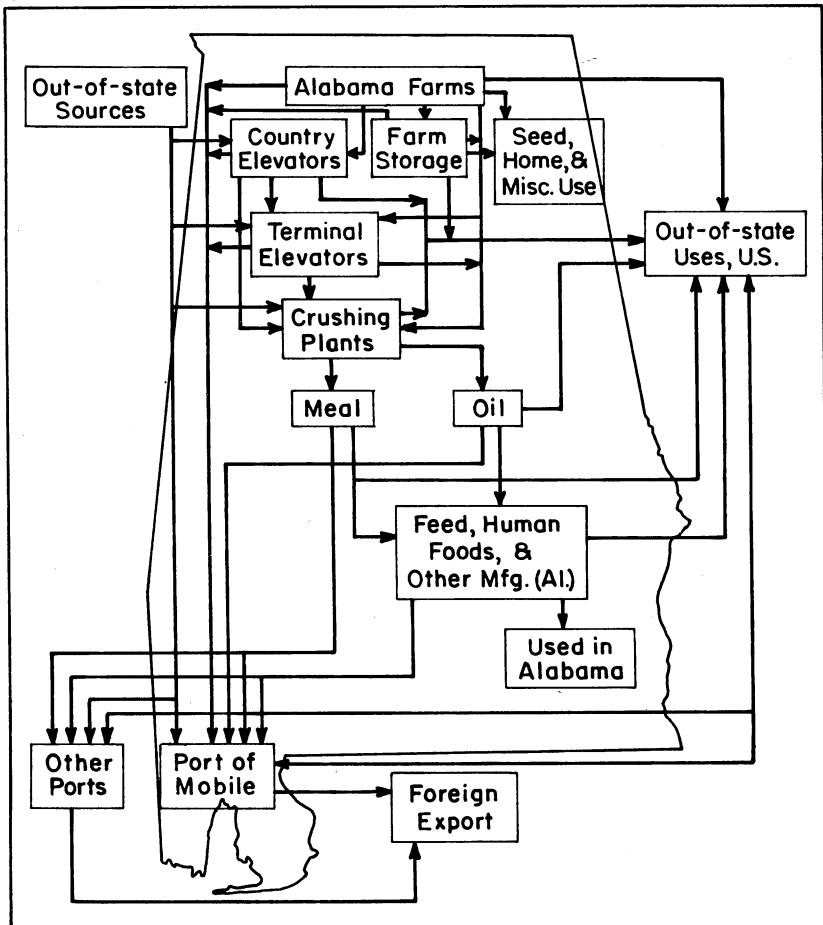 Out-of-state
Sources
Alabama Farms
Country
Elevators
Farm
Storage
Seed,
Home, &
Misc. Use
Terminal
Elevators
Out-of-state
Uses, U.S.
Crushing
Plants
Meal
Oil
Feed, Human
Foods, &
Other Mfg. (Al.)
Used in
Alabama
Other
Ports
Port of
Mobile
Foreign
Export